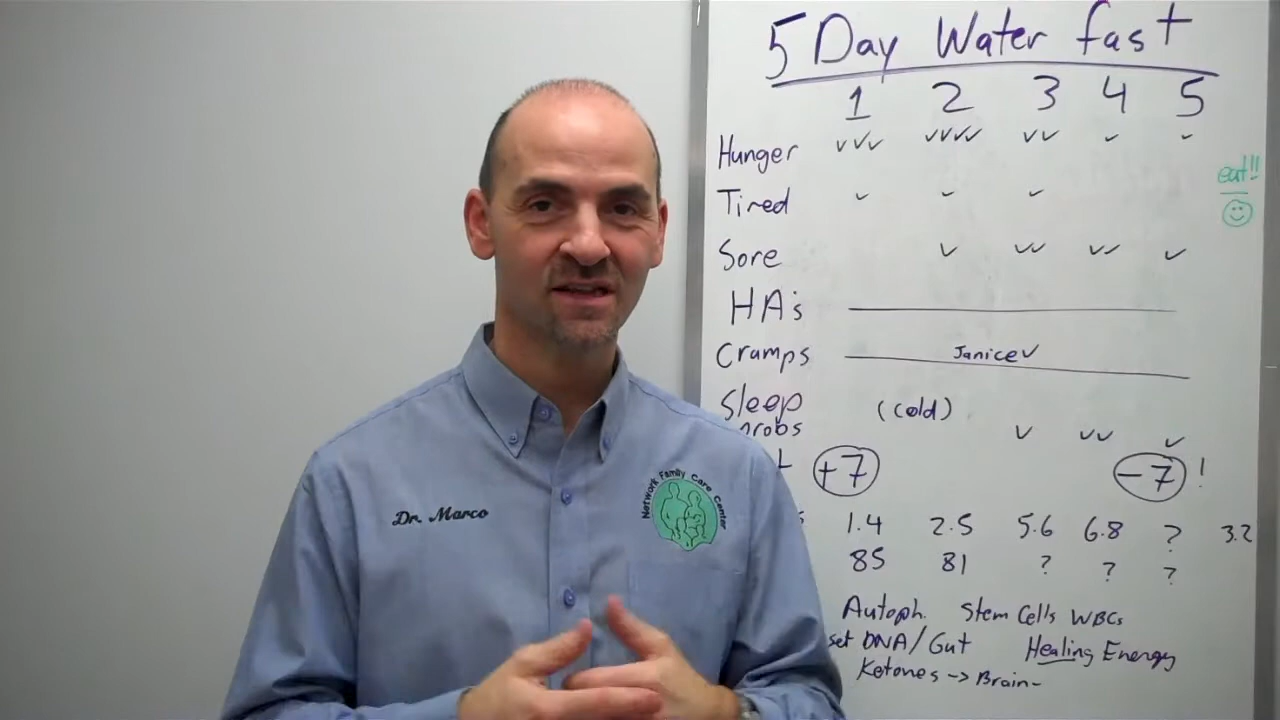 5 Day Water fast
1 2 3 4 5
Hunger ✓✓✓ ✓✓✓✓ ✓✓ ✓ ✓
eat!!
Tired ✓ ✓ ✓
Sore ✓ ✓✓ ✓✓ ✓
HA's
Cramps Janice ✓
Sleep (cold)
probs ✓ ✓✓ ✓
+7 -7 !
1.4 2.5 5.6 6.8 ? 3.2
85 81 ? ? ?
Autoph. Stem Cells WBCs
set DNA/Gut Healing Energy
Ketones -> Brain-
Dr. Marco
Network Family Care Center